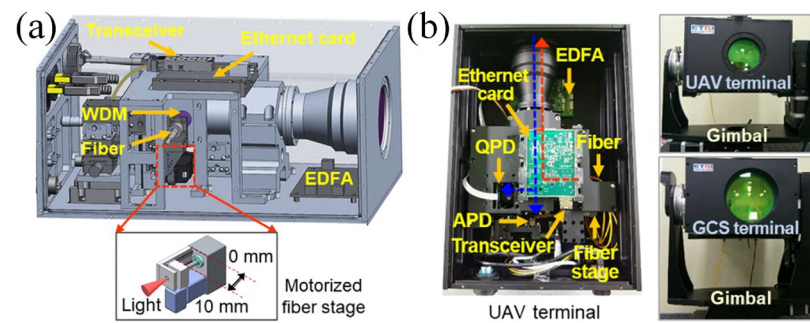 (a)
Transceiver
Ethernet card
WDM
Fiber
EDFA
0 mm
Light
10 mm
Motorized
fiber stage
(b)
EDFA
Ethernet
card
QPD
Fiber
APD
Transceiver
Fiber
stage
UAV terminal
UAV terminal
Gimbal
GCS terminal
Gimbal